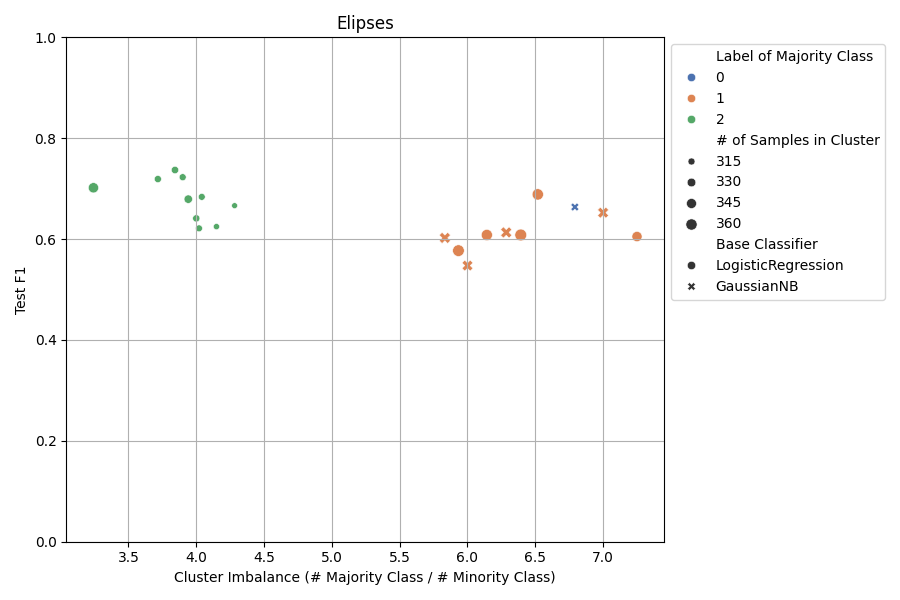 Elipses
1.0
0.8
0.6
0.4
0.2
0.0
Test F1
3.5 4.0 4.5 5.0 5.5 6.0 6.5 7.0
Cluster Imbalance (# Majority Class / # Minority Class)
Label of Majority Class
0
1
2
# of Samples in Cluster
315
330
345
360
Base Classifier
LogisticRegression
GaussianNB